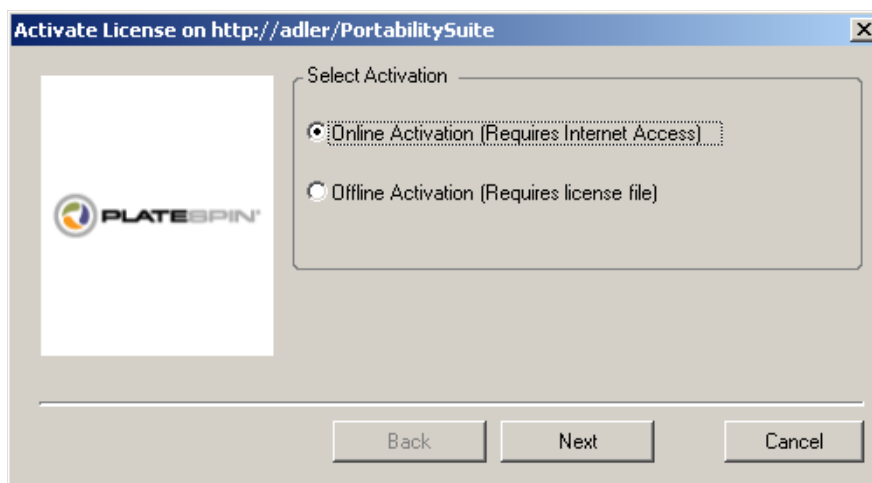 Activate License on http://adler/PortabilitySuite
Select Activation
Online Activation (Requires Internet Access)
Offline Activation (Requires license file)
PLATESPIN
Back
Next
Cancel